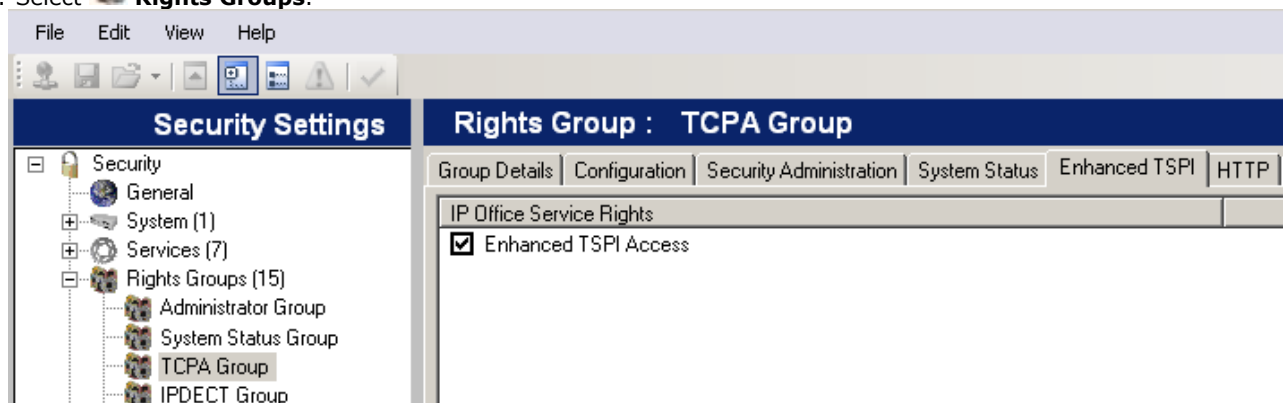 . Select Rights Groups.
File Edit View Help
Security Settings
Rights Group : TCPA Group
Security
General
System (1)
Services (7)
Rights Groups (15)
Administrator Group
System Status Group
TCPA Group
IPDECT Group
Group Details Configuration Security Administration System Status Enhanced TSPI HTTP
IP Office Service Rights
Enhanced TSPI Access